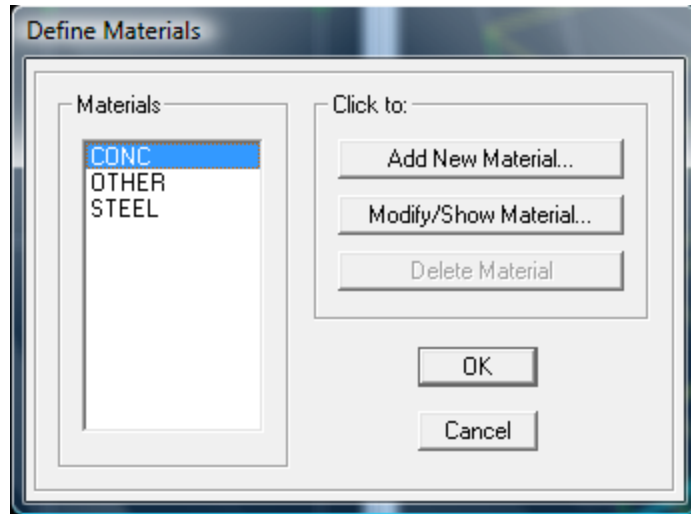 Define Materials
Materials
CONC
OTHER
STEEL
Click to:
Add New Material...
Modify/Show Material...
Delete Material
OK
Cancel